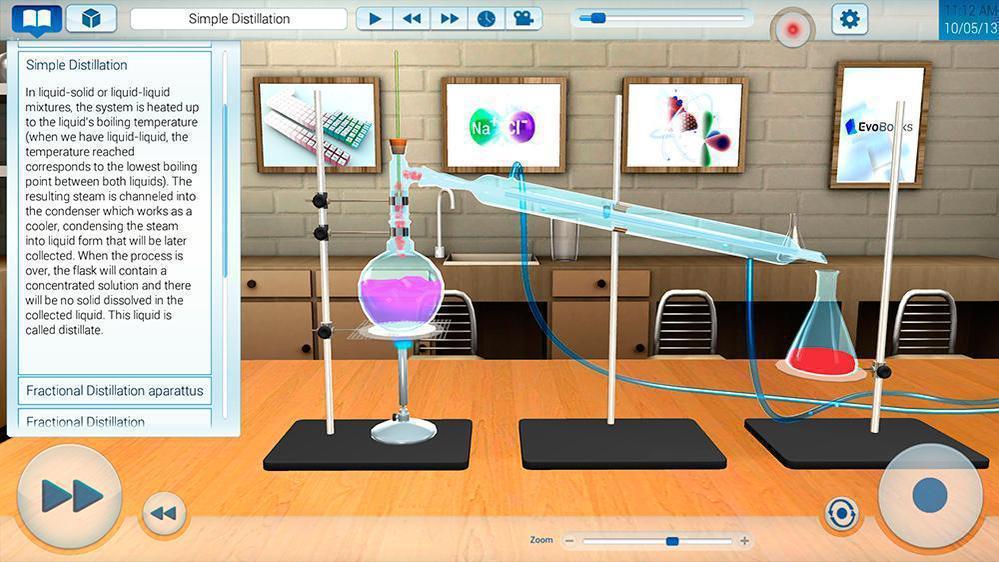 Simple Distillation
11:12 AM
10/05/13
Simple Distillation
In liquid-solid or liquid-liquid
mixtures, the system is heated up
to the liquid's boiling temperature
(when we have liquid-liquid, the
temperature reached
corresponds to the lowest boiling
point between both liquids). The
resulting steam is channeled into
the condenser which works as a
cooler, condensing the steam
into liquid form that will be later
collected. When the process is
over, the flask will contain a
concentrated solution and there
will be no solid dissolved in the
collected liquid. This liquid is
called distillate.
Fractional Distillation aparattus
Fractional Distillation
Na+ Cl-
EvoBooks
Zoom